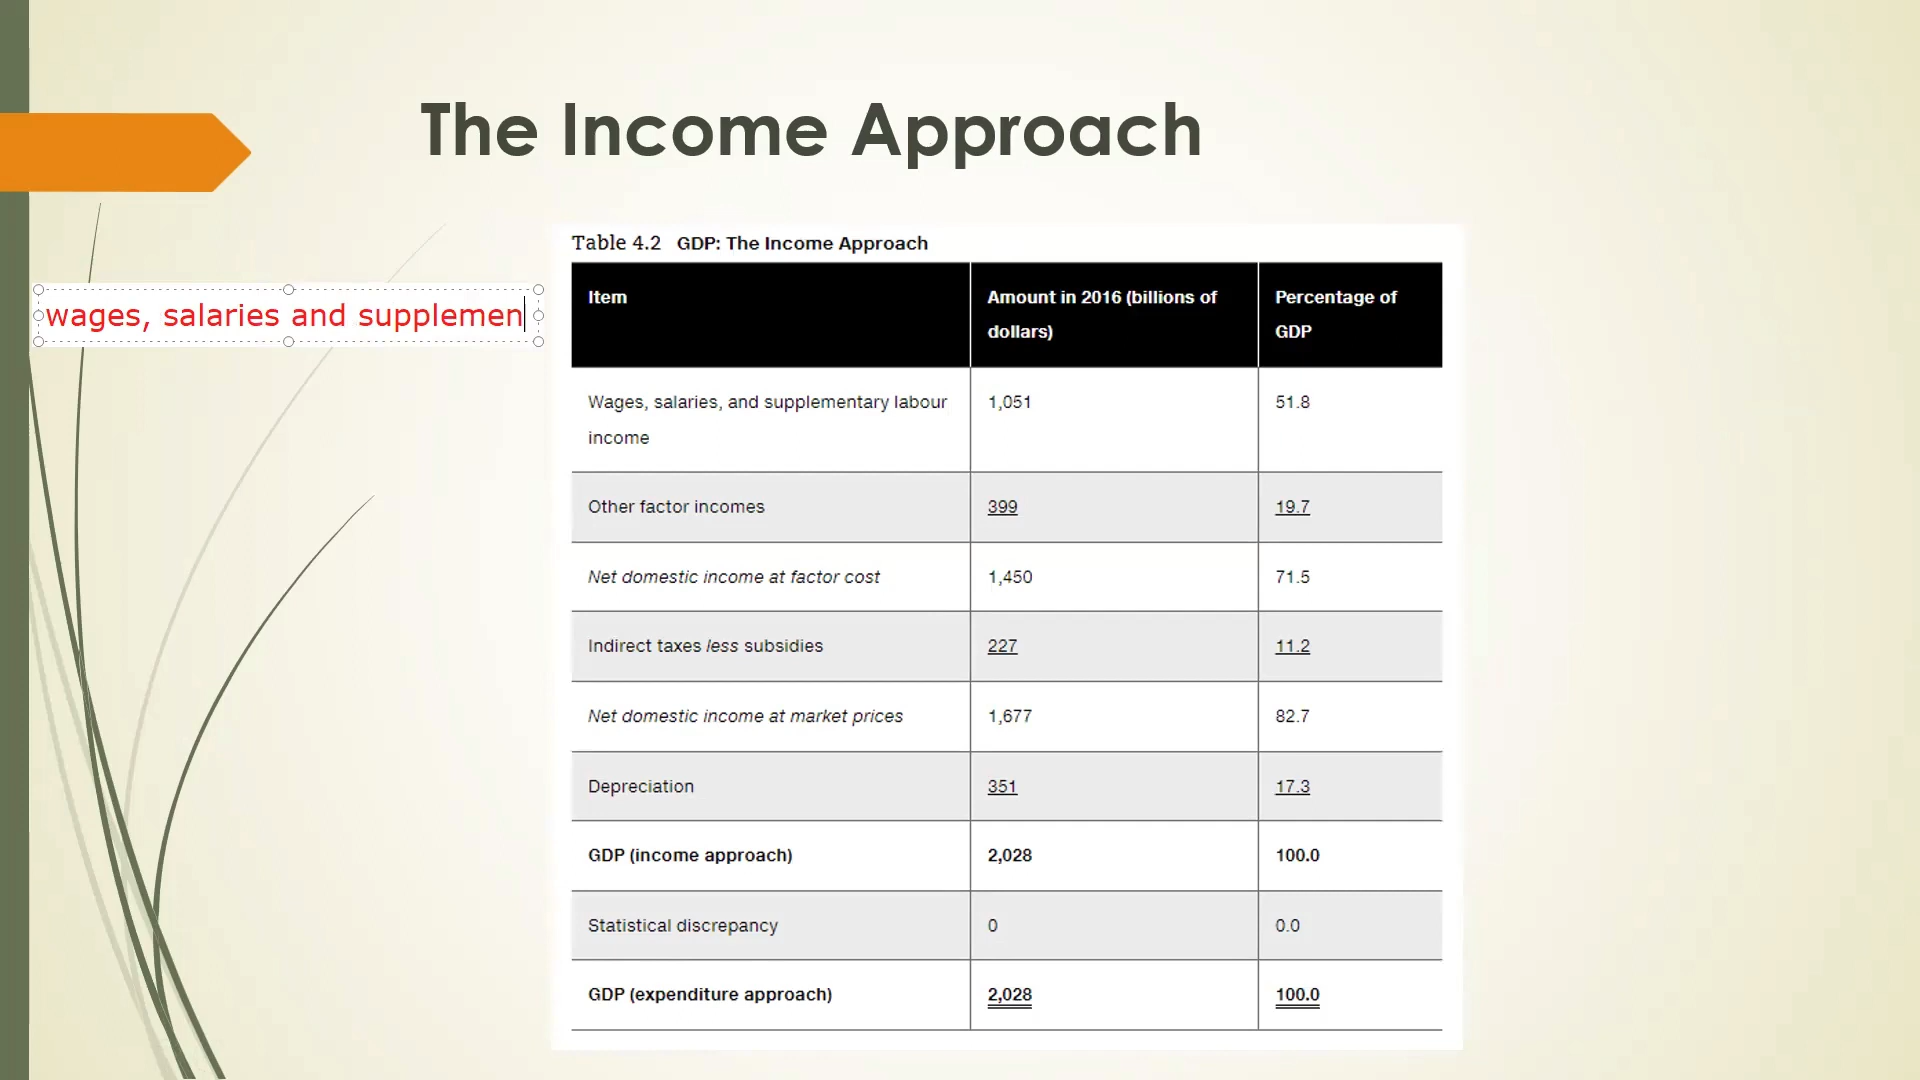 The Income Approach
wages, salaries and supplemen
Table 4.2 GDP: The Income Approach
Item
Amount in 2016 (billions of
dollars)
Percentage of
GDP
Wages, salaries, and supplementary labour
income
1,051
51.8
Other factor incomes
399
19.7
Net domestic income at factor cost
1,450
71.5
Indirect taxes less subsidies
227
11.2
Net domestic income at market prices
1,677
82.7
Depreciation
351
17.3
GDP (income approach)
2,028
100.0
Statistical discrepancy
0
0.0
GDP (expenditure approach)
2,028
100.0